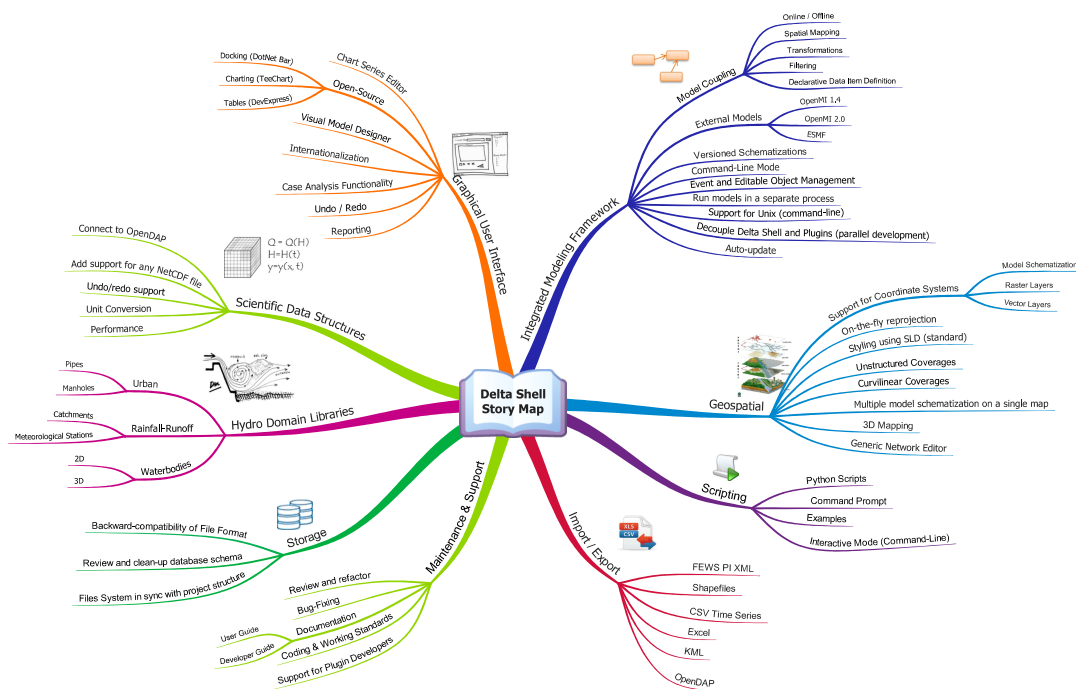 Delta Shell
Story Map
Integrated Modeling Framework
Model Coupling
Online / Offline
Spatial Mapping
Transformations
Filtering
Declarative Data Item Definition
External Models
OpenMI 1.4
OpenMI 2.0
ESMF
Versioned Schematizations
Command-Line Mode
Event and Editable Object Management
Run models in a separate process
Support for Unix (command-line)
Decouple Delta Shell and Plugins (parallel development)
Auto-update
Geospatial
Support for Coordinate Systems
Model Schematization
Raster Layers
Vector Layers
On-the-fly reprojection
Styling using SLD (standard)
Unstructured Coverages
Curvilinear Coverages
Multiple model schematization on a single map
3D Mapping
Generic Network Editor
Scripting
Python Scripts
Command Prompt
Examples
Interactive Mode (Command-Line)
Import / Export
XLS
CSV
FEWS PI XML
Shapefiles
CSV Time Series
Excel
KML
OpenDAP
Maintenance & Support
Review and refactor
Bug-Fixing
Documentation
User Guide
Developer Guide
Coding & Working Standards
Support for Plugin Developers
Storage
Backward-compatibility of File Format
Review and clean-up database schema
Files System in sync with project structure
Hydro Domain Libraries
Urban
Pipes
Manholes
Rainfall-Runoff
Catchments
Meteorological Stations
Waterbodies
2D
3D
Scientific Data Structures
Q = Q(H)
H=H(t)
y=y(x,t)
Connect to OpenDAP
Add support for any NetCDF file
Undo/redo support
Unit Conversion
Performance
Graphical User Interface
Chart Series Editor
Open-Source
Docking (DotNet Bar)
Charting (TeeChart)
Tables (DevExpress)
Visual Model Designer
Internationalization
Case Analysis Functionality
Undo / Redo
Reporting